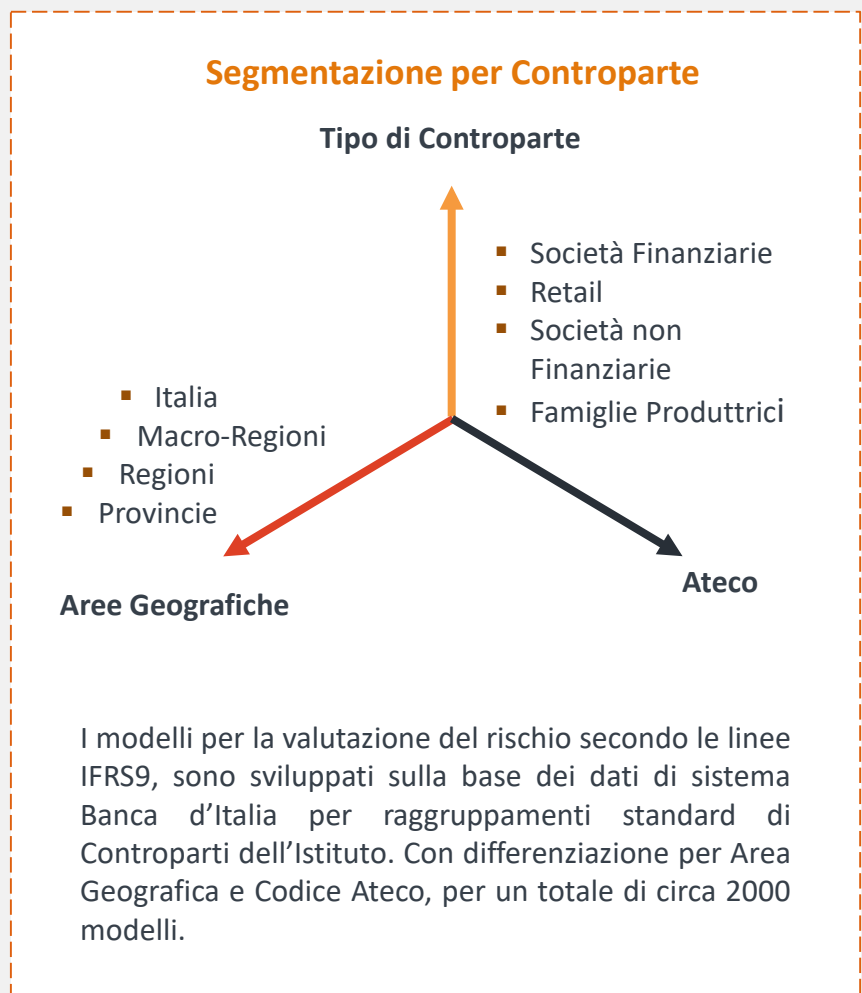 Segmentazione per Controparte
Tipo di Controparte
▪ Società Finanziarie
▪ Retail
▪ Società non
Finanziarie
▪ Famiglie Produttrici
▪ Italia
▪ Macro-Regioni
▪ Regioni
▪ Provincie
Ateco
Aree Geografiche
I modelli per la valutazione del rischio secondo le linee
IFRS9, sono sviluppati sulla base dei dati di sistema
Banca d'Italia per raggruppamenti standard di
Controparti dell'Istituto. Con differenziazione per Area
Geografica e Codice Ateco, per un totale di circa 2000
modelli.